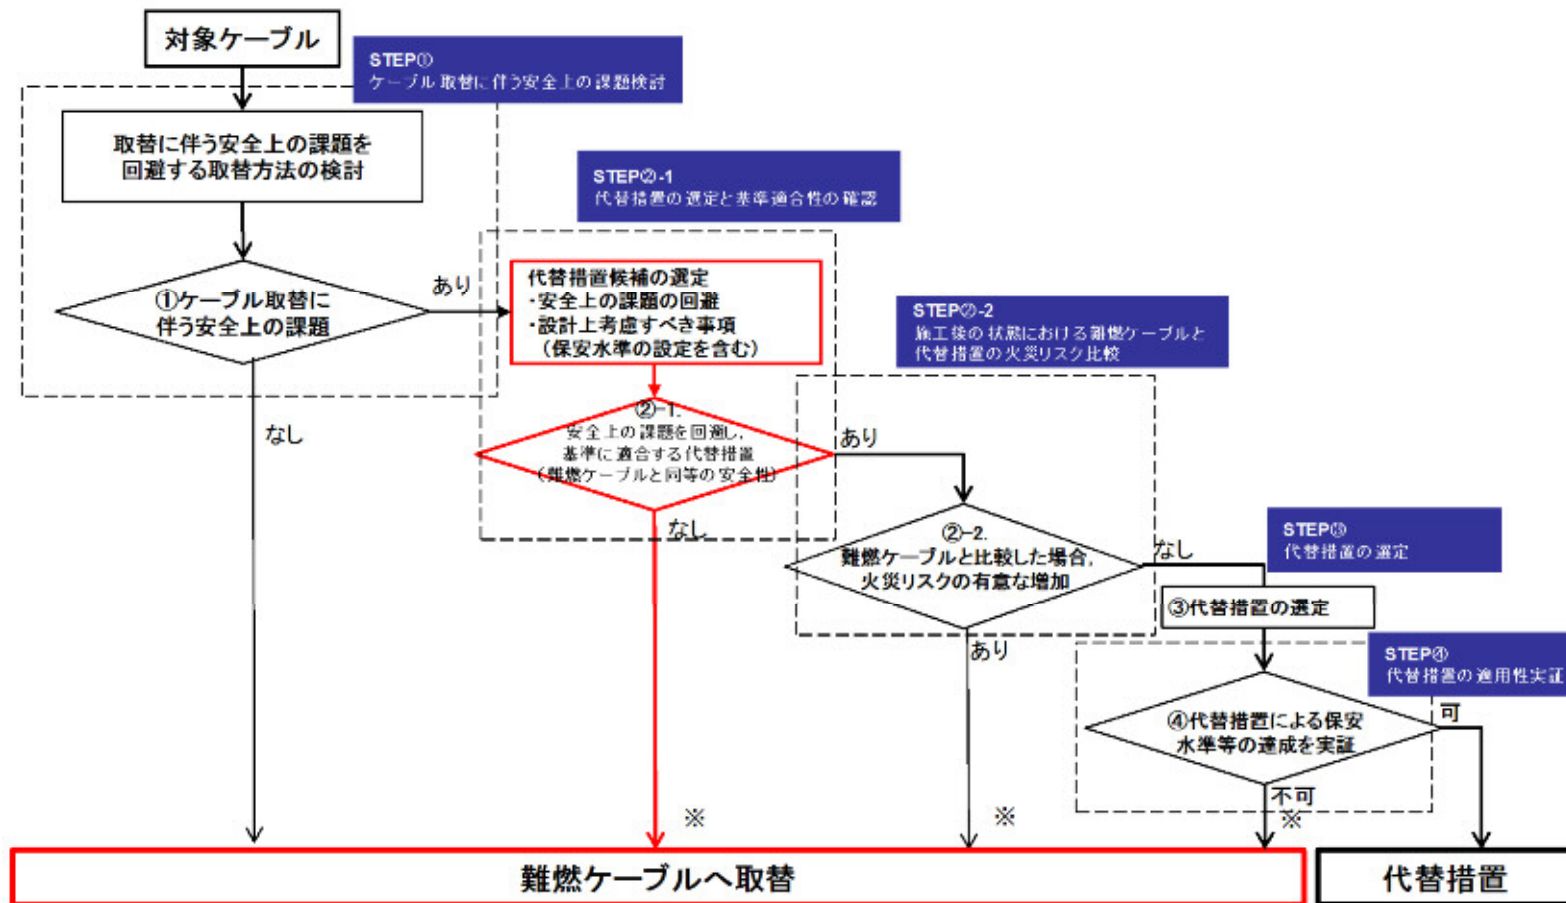 対象ケーブル
STEP①
ケーブル取替に伴う安全上の課題検討
取替に伴う安全上の課題を
回避する取替方法の検討
STEP②-1
代替措置の選定と基準適合性の確認
①ケーブル取替に
伴う安全上の課題
あり
なし
代替措置候補の選定
・安全上の課題の回避
・設計上考慮すべき事項
（保安水準の設定を含む）
STEP②-2
施工後の状態における難燃ケーブルと
代替措置の火災リスク比較
②-1.
安全上の課題を回避し，
基準に適合する代替措置
（難燃ケーブルと同等の安全性）
あり
なし
②-2.
難燃ケーブルと比較した場合，
火災リスクの有意な増加
なし
あり
STEP③
代替措置の選定
③代替措置の選定
STEP④
代替措置の適用性実証
④代替措置による保安
水準等の達成を実証
可
不可
※
※
※
難燃ケーブルへ取替
代替措置